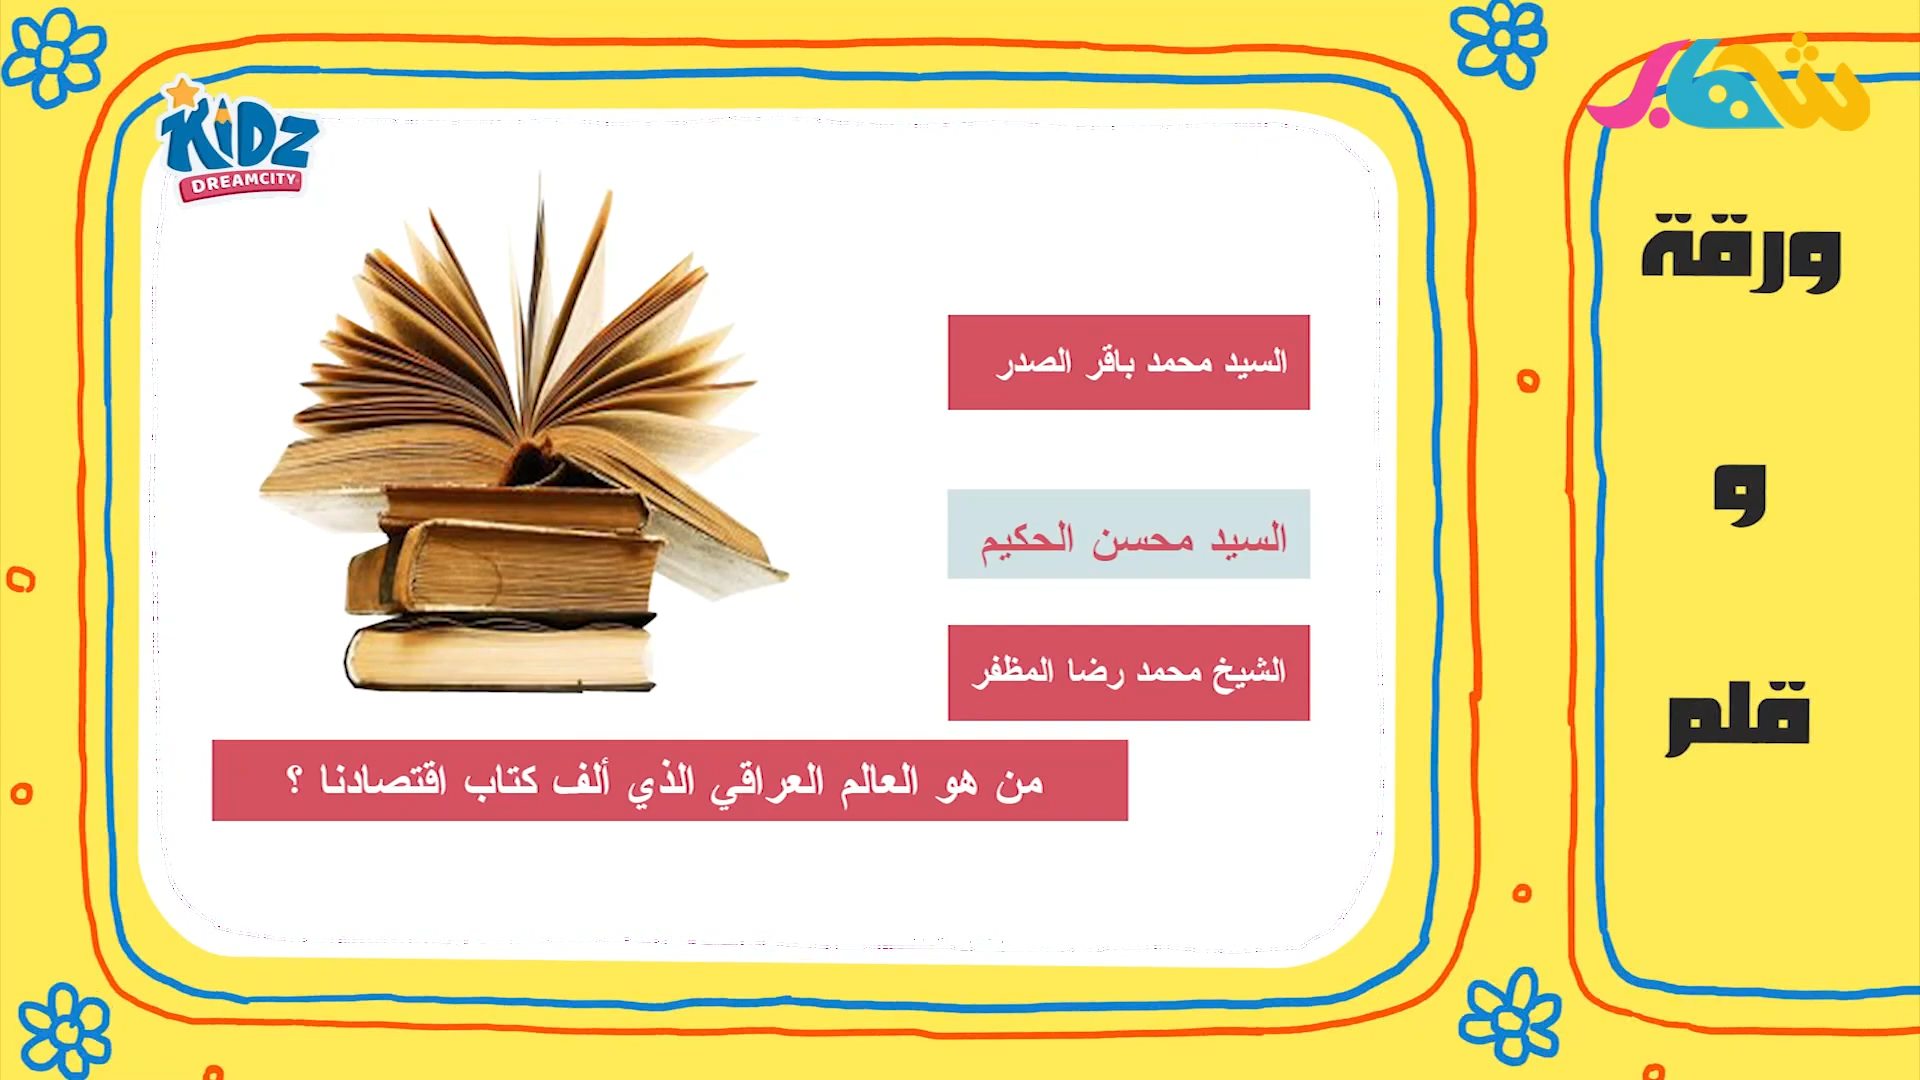 KIDZ
DREAMCITY
شهاب
ورقة
و
قلم
السيد محمد باقر الصدر
السيد محسن الحكيم
الشيخ محمد رضا المظفر
من هو العالم العراقي الذي ألف كتاب اقتصادنا ؟